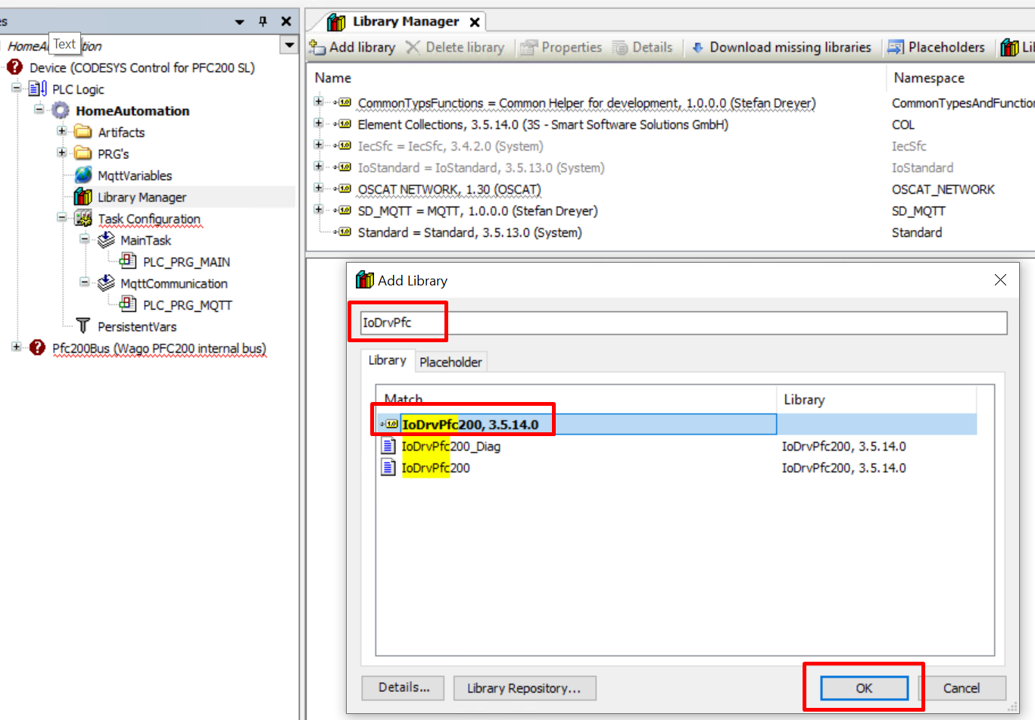 es
HomeAu
Text
tion
Device (CODESYS Control for PFC200 SL)
PLC Logic
HomeAutomation
Artifacts
PRG's
MqttVariables
Library Manager
Task Configuration
MainTask
PLC_PRG_MAIN
MqttCommunication
PLC_PRG_MQTT
PersistentVars
Pfc200Bus (Wago PFC200 internal bus)
Library Manager
Add library Delete library Properties Details Download missing libraries Placeholders Li
Name Namespace
CommonTypsFunctions = Common Helper for development, 1.0.0.0 (Stefan Dreyer) CommonTypesAndFunctio
Element Collections, 3.5.14.0 (3S - Smart Software Solutions GmbH) COL
IecSfc = IecSfc, 3.4.2.0 (System) IecSfc
IoStandard = IoStandard, 3.5.13.0 (System) IoStandard
OSCAT NETWORK, 1.30 (OSCAT) OSCAT_NETWORK
SD_MQTT = MQTT, 1.0.0.0 (Stefan Dreyer) SD_MQTT
Standard = Standard, 3.5.13.0 (System) Standard
Add Library
IoDrvPfc
Library Placeholder
Match Library
IoDrvPfc200, 3.5.14.0
IoDrvPfc200_Diag IoDrvPfc200, 3.5.14.0
IoDrvPfc200 IoDrvPfc200, 3.5.14.0
Details... Library Repository... OK Cancel